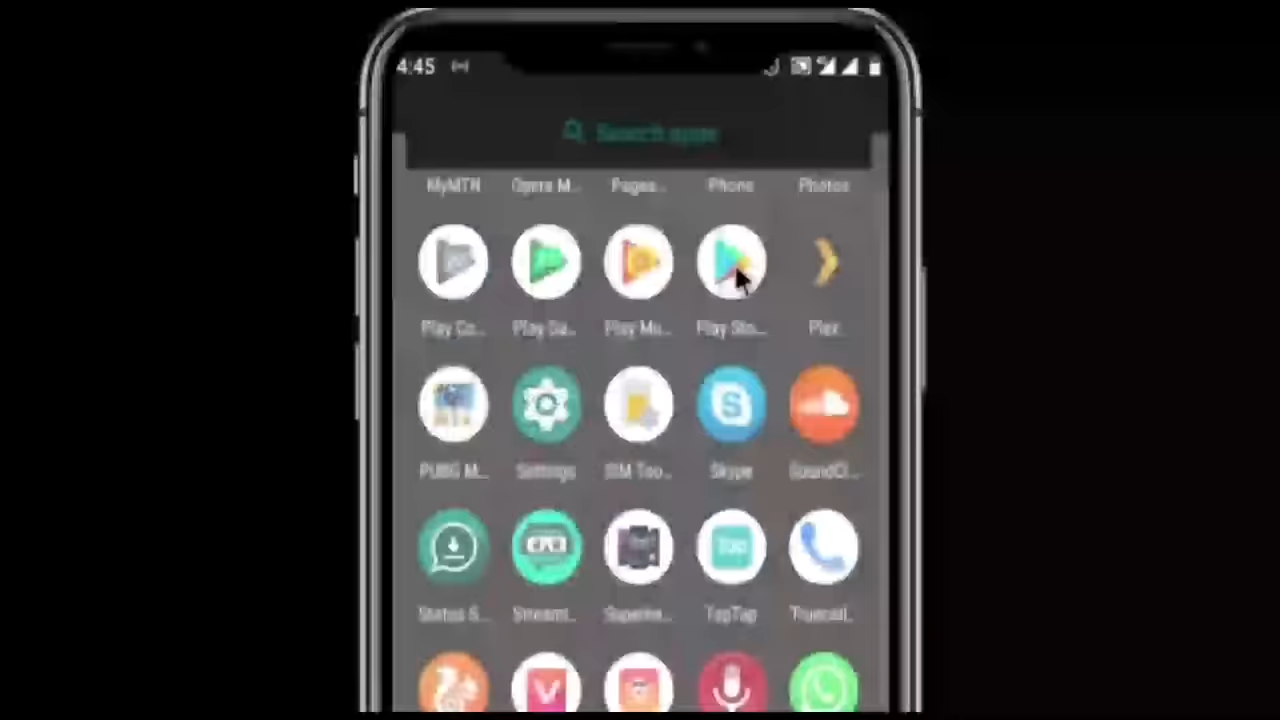 4:45
Search apps
MyMTN Opera M... Pages... Phone Photos
Play Co... Play Ga... Play Mu... Play Sto... Plex
PUBG M... Settings SIM Too... Skype SoundCl...
Status S... Streaml... Superim... TapTap Truecall...